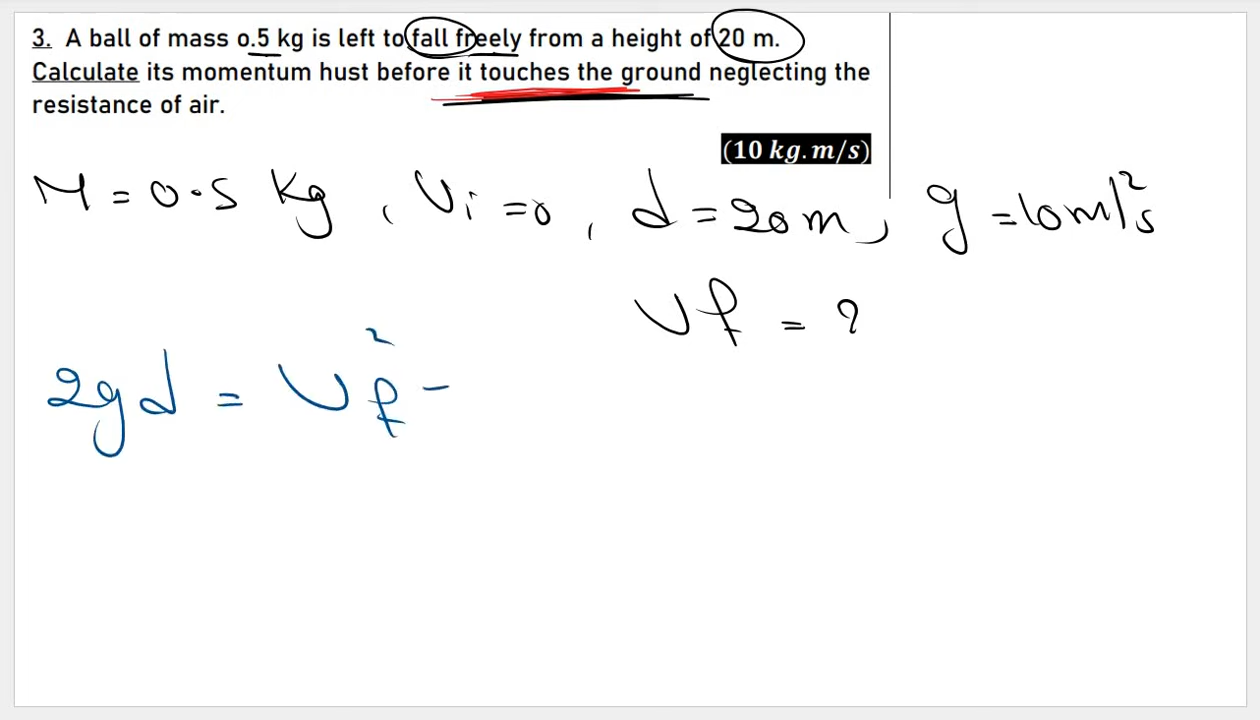 3. A ball of mass o.5 kg is left to fall freely from a height of 20 m.
Calculate its momentum hust before it touches the ground neglecting the
resistance of air.
(10 kg.m/s)
M = 0.5 kg, Vi = 0, d = 20 m, g = 10 m/s²
Vf = ?
2gd = Vf² -